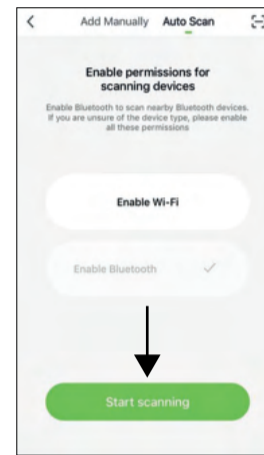 Add Manually Auto Scan
Enable permissions for
scanning devices
Enable Bluetooth to scan nearby Bluetooth devices.
If you are unsure of the device type, please enable
all these permissions
Enable Wi-Fi
Enable Bluetooth
Start scanning